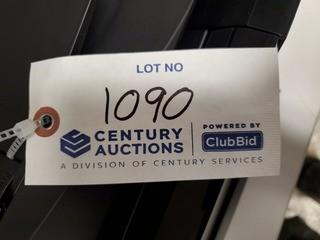 LOT NO
1090
CENTURY AUCTIONS POWERED BY ClubBid
A DIVISION OF CENTURY SERVICES